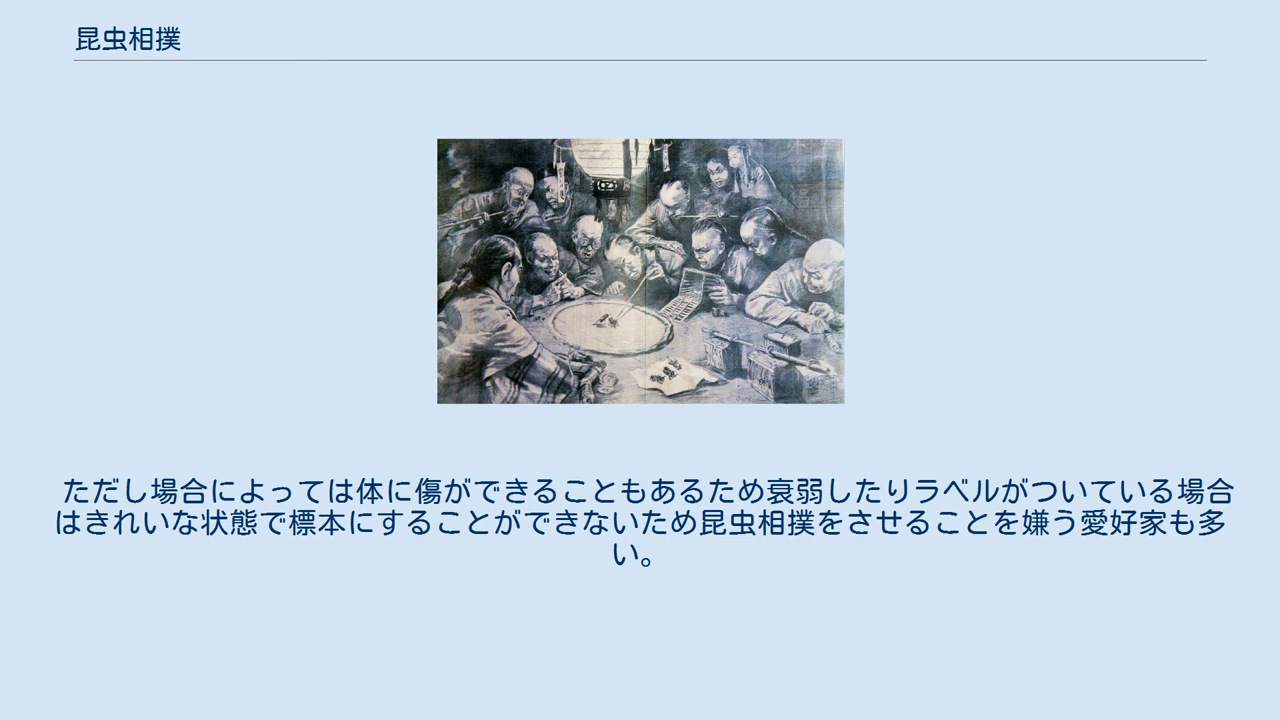 昆虫相撲
ただし場合によっては体に傷ができることもあるため衰弱したりラベルがついている場合
はきれいな状態で標本にすることができないため昆虫相撲をさせることを嫌う愛好家も多
い。